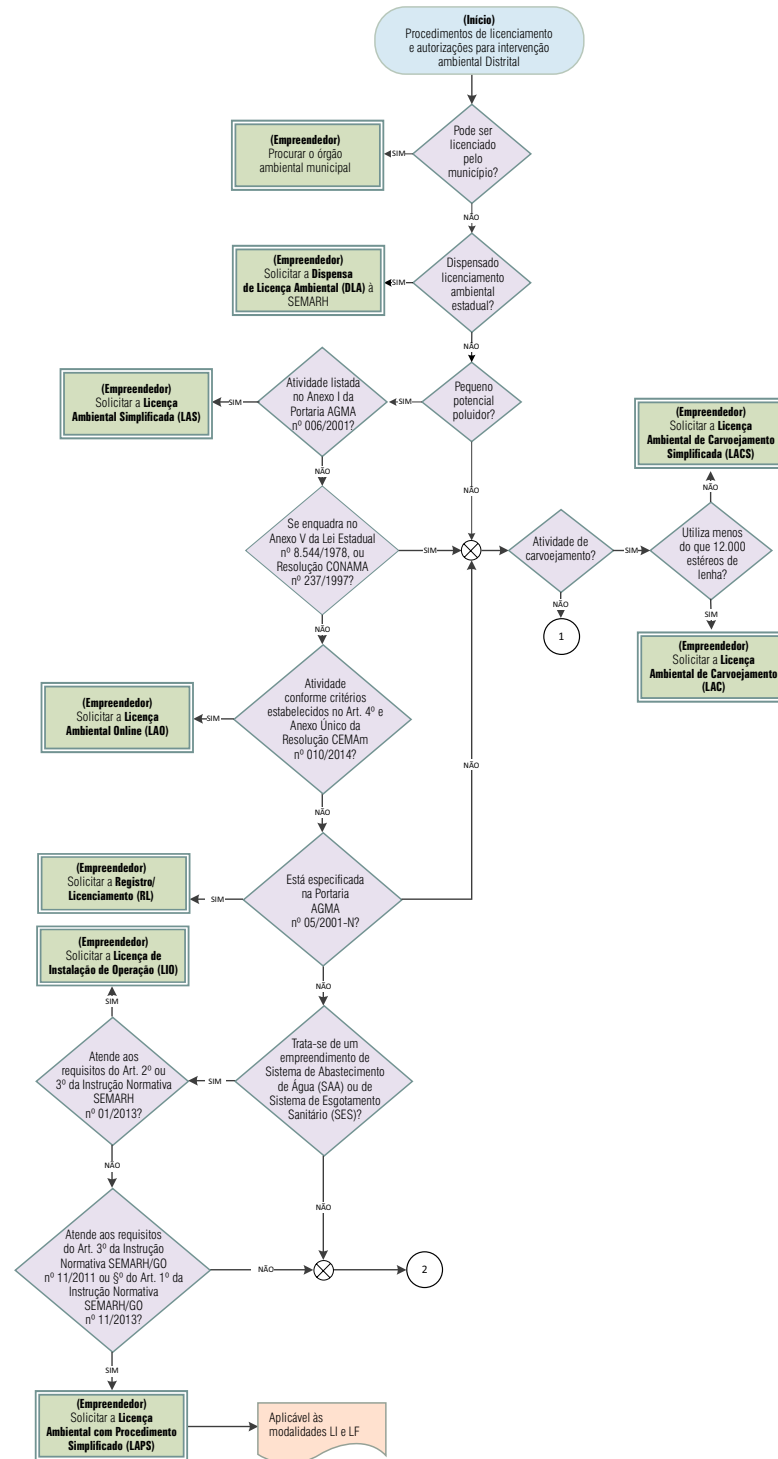 (Início)
Procedimentos de licenciamento
e autorizações para intervenção
ambiental Distrital
Pode ser
licenciado
pelo
município?
SIM
(Empreendedor)
Procurar o órgão
ambiental municipal
NÃO
Dispensado
licenciamento
ambiental
estadual?
SIM
(Empreendedor)
Solicitar a Dispensa
de Licença Ambiental (DLA) à
SEMARH
NÃO
Pequeno
potencial
poluidor?
SIM
Atividade listada
no Anexo I da
Portaria AGMA
nº 006/2001?
SIM
(Empreendedor)
Solicitar a Licença
Ambiental Simplificada (LAS)
NÃO
NÃO
Se enquadra no
Anexo V da Lei Estadual
nº 8.544/1978, ou
Resolução CONAMA
nº 237/1997?
SIM
Atividade de
carvoejamento?
SIM
Utiliza menos
do que 12.000
estéreos de
lenha?
NÃO
(Empreendedor)
Solicitar a Licença
Ambiental de Carvoejamento
Simplificada (LACS)
SIM
(Empreendedor)
Solicitar a Licença
Ambiental de Carvoejamento
(LAC)
NÃO
1
NÃO
Atividade
conforme critérios
estabelecidos no Art. 4º e
Anexo Único da
Resolução CEMAm
nº 010/2014?
SIM
(Empreendedor)
Solicitar a Licença
Ambiental Online (LAO)
NÃO
NÃO
Está especificada
na Portaria
AGMA
nº 05/2001-N?
SIM
(Empreendedor)
Solicitar a Registro/
Licenciamento (RL)
NÃO
Trata-se de um
empreendimento de
Sistema de Abastecimento
de Água (SAA) ou de
Sistema de Esgotamento
Sanitário (SES)?
SIM
Atende aos
requisitos do Art. 2º ou
3º da Instrução Normativa
SEMARH
nº 01/2013?
SIM
(Empreendedor)
Solicitar a Licença de
Instalação de Operação (LIO)
NÃO
NÃO
Atende aos requisitos
do Art. 3º da Instrução
Normativa SEMARH/GO
nº 11/2011 ou §º do Art. 1º da
Instrução Normativa
SEMARH/GO
nº 11/2013?
NÃO
2
SIM
(Empreendedor)
Solicitar a Licença
Ambiental com Procedimento
Simplificado (LAPS)
Aplicável às
modalidades LI e LF